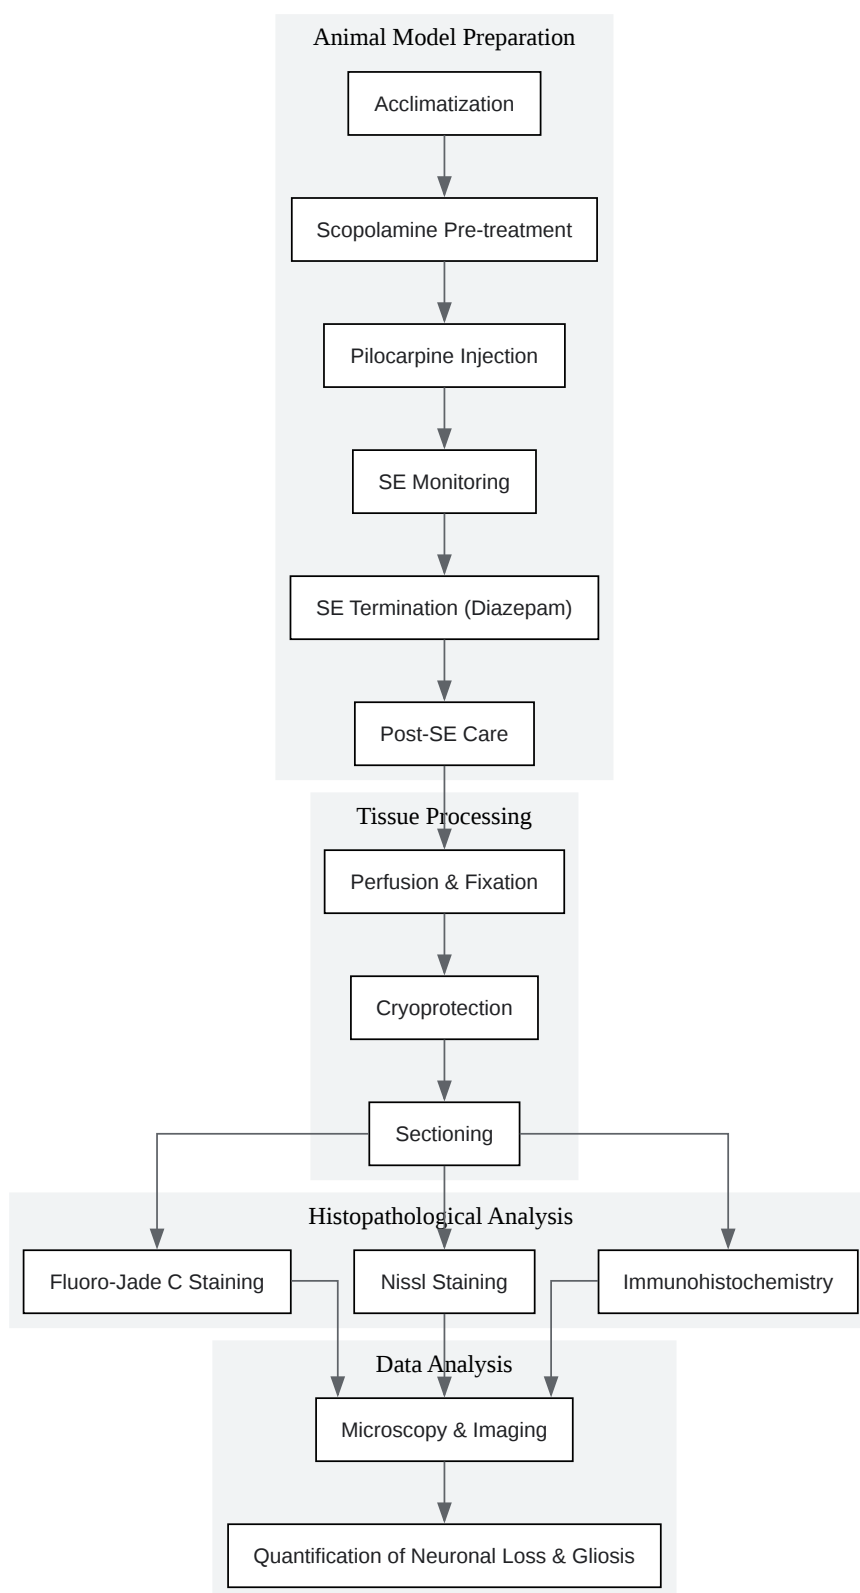 Animal Model Preparation
Acclimatization
Scopolamine Pre-treatment
Pilocarpine Injection
SE Monitoring
SE Termination (Diazepam)
Post-SE Care
Tissue Processing
Perfusion & Fixation
Cryoprotection
Sectioning
Histopathological Analysis
Fluoro-Jade C Staining
Nissl Staining
Immunohistochemistry
Data Analysis
Microscopy & Imaging
Quantification of Neuronal Loss & Gliosis